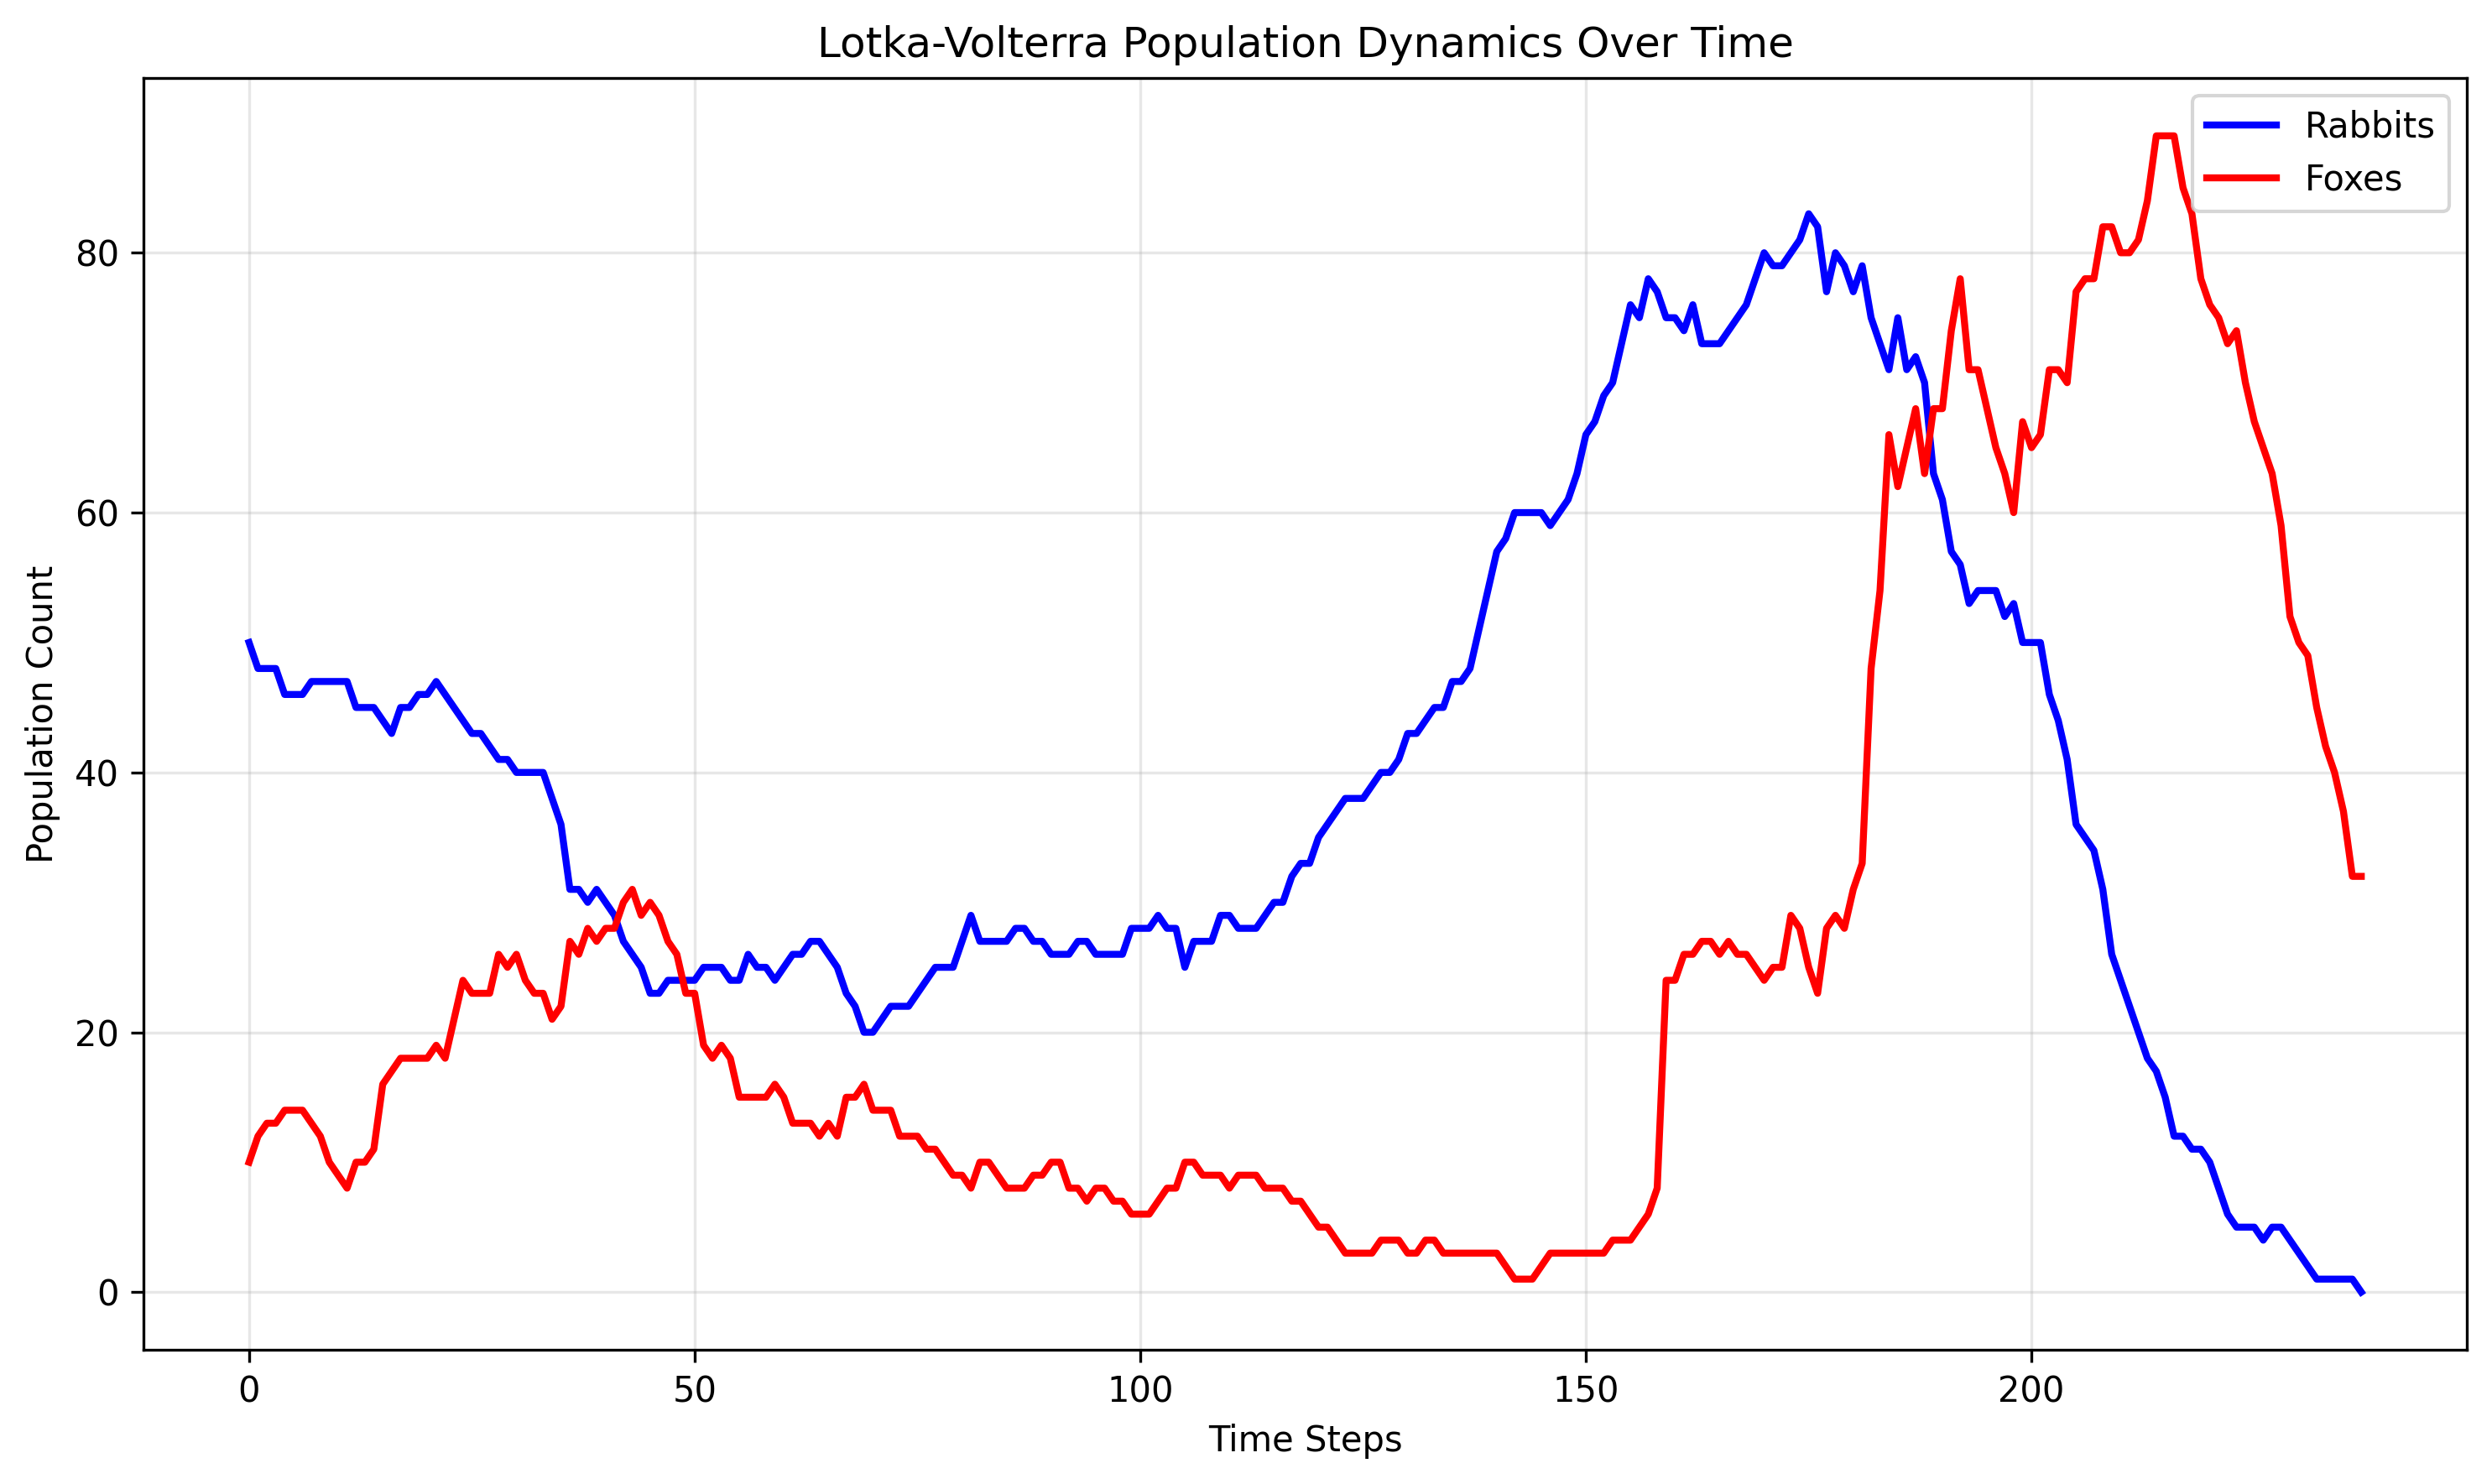 Lotka-Volterra Population Dynamics Over Time
Rabbits
Foxes
Population Count
80
60
40
20
0
0 50 100 150 200
Time Steps